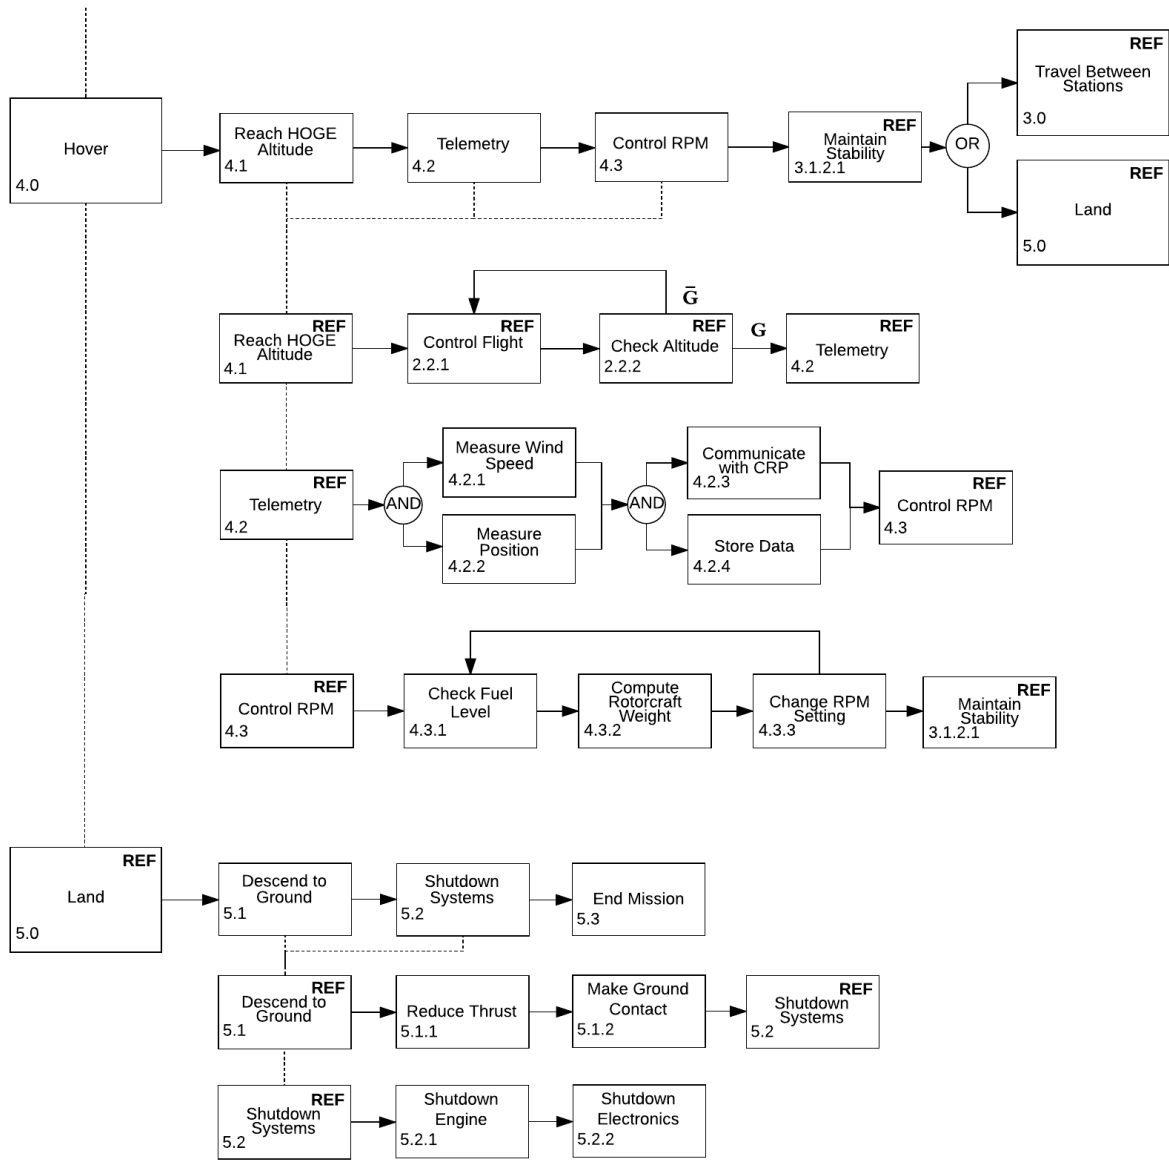 Hover
4.0
Reach HOGE
Altitude
4.1
Telemetry
4.2
Control RPM
4.3
REF
Maintain
Stability
3.1.2.1
OR
REF
Travel Between
Stations
3.0
REF
Land
5.0
REF
Reach HOGE
Altitude
4.1
REF
Control Flight
2.2.1
Ḡ
REF
Check Altitude
2.2.2
G
REF
Telemetry
4.2
REF
Telemetry
4.2
AND
Measure Wind
Speed
4.2.1
Measure
Position
4.2.2
AND
Communicate
with CRP
4.2.3
Store Data
4.2.4
REF
Control RPM
4.3
REF
Control RPM
4.3
Check Fuel
Level
4.3.1
Compute
Rotorcraft
Weight
4.3.2
Change RPM
Setting
4.3.3
REF
Maintain
Stability
3.1.2.1
REF
Land
5.0
Descend to
Ground
5.1
Shutdown
Systems
5.2
End Mission
5.3
REF
Descend to
Ground
5.1
Reduce Thrust
5.1.1
Make Ground
Contact
5.1.2
REF
Shutdown
Systems
5.2
REF
Shutdown
Systems
5.2
Shutdown
Engine
5.2.1
Shutdown
Electronics
5.2.2